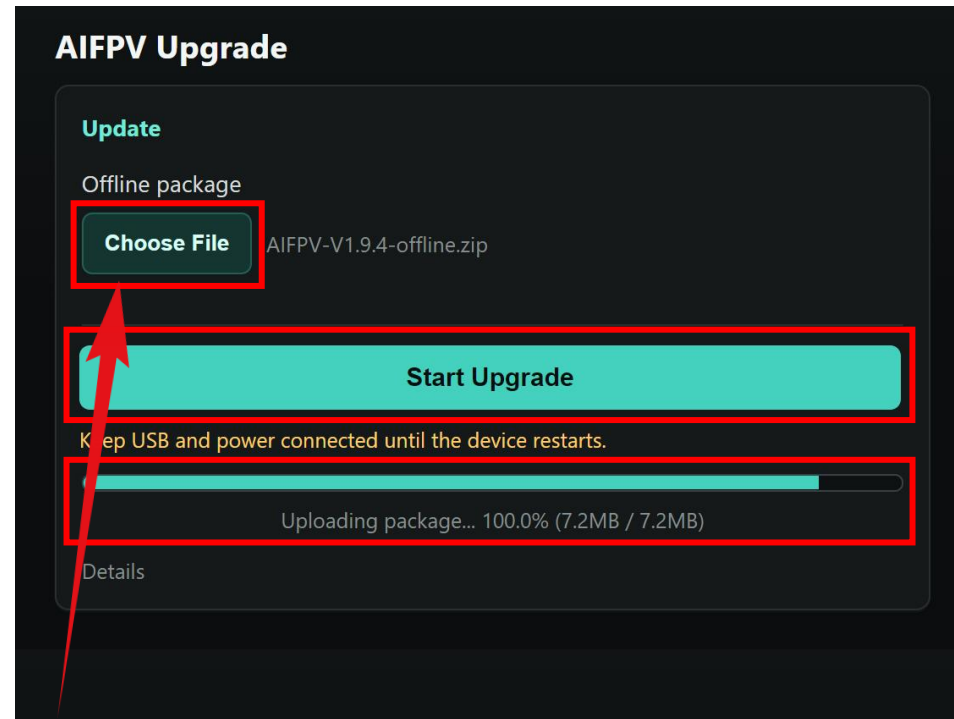 AIFPV Upgrade
Update
Offline package
Choose File AIFPV-V1.9.4-offline.zip
Start Upgrade
Keep USB and power connected until the device restarts.
Uploading package... 100.0% (7.2MB / 7.2MB)
Details